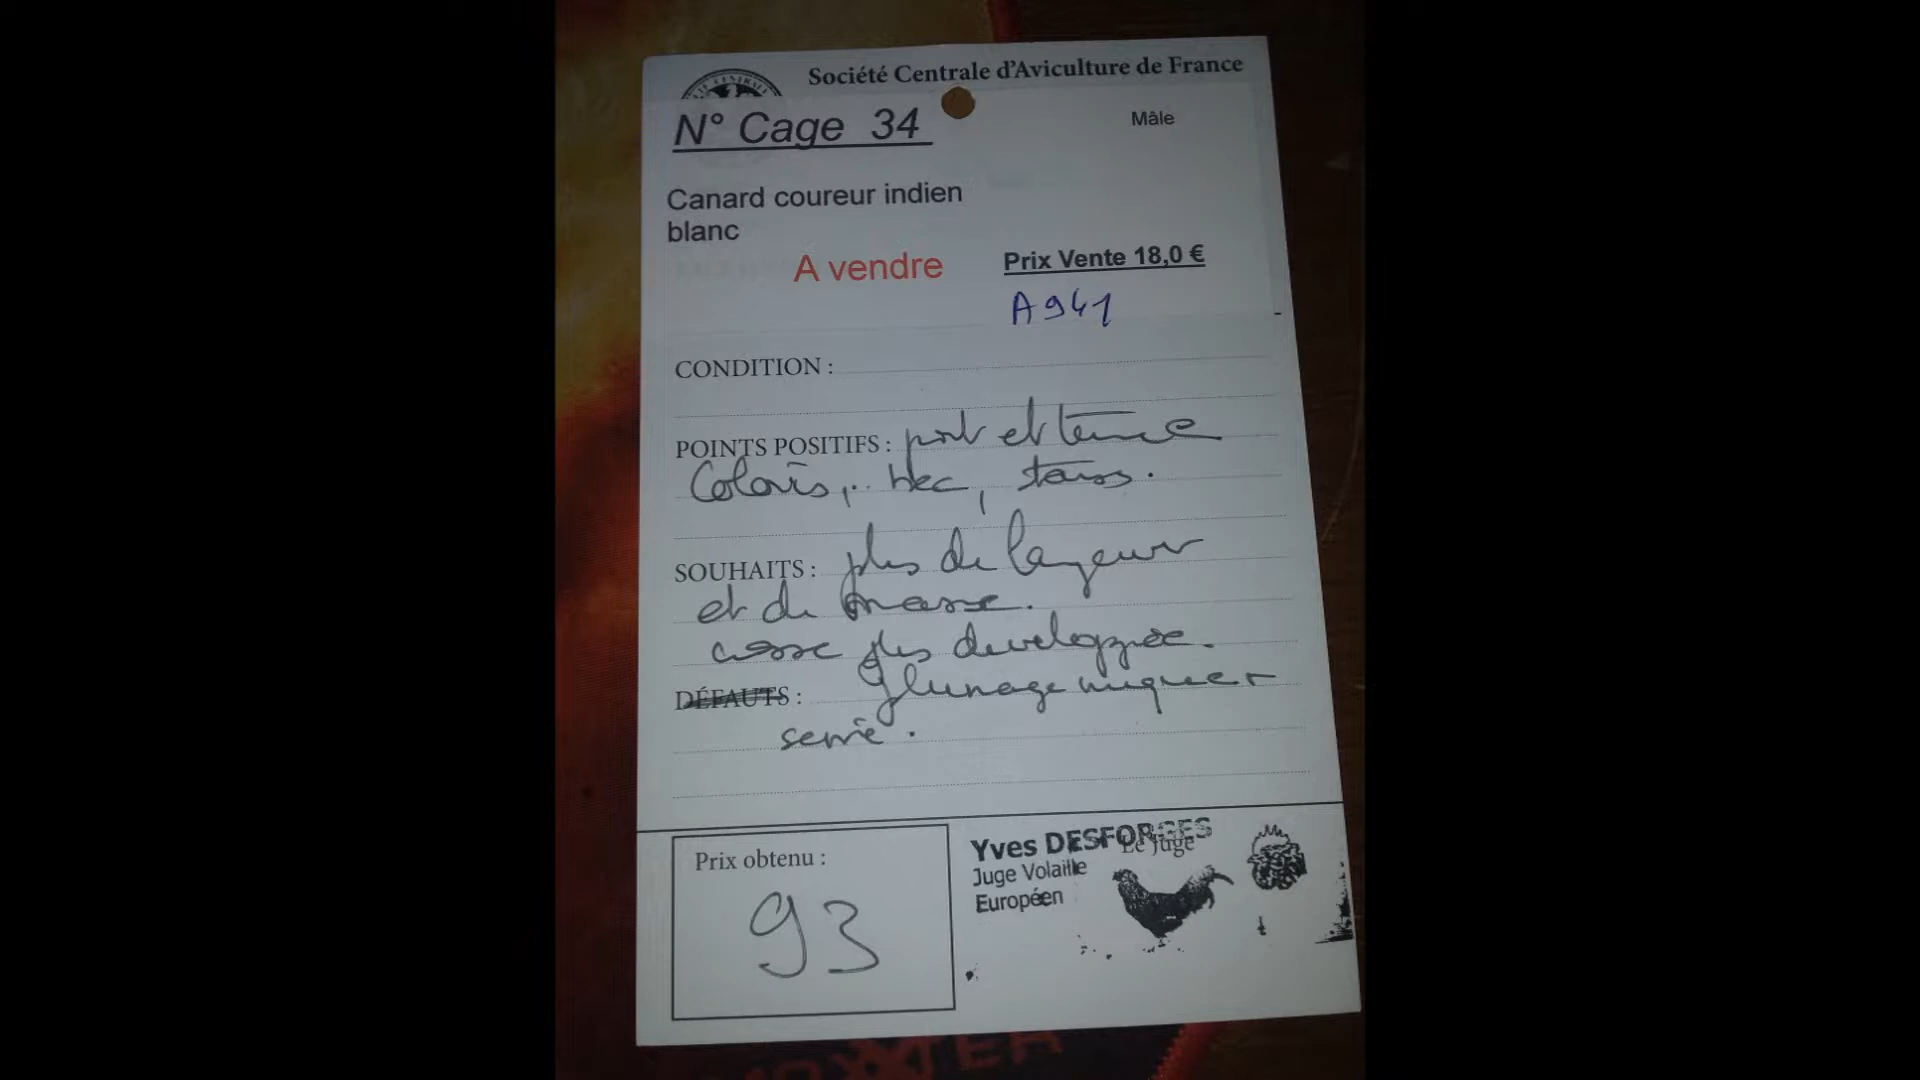 Société Centrale d'Aviculture de France
N° Cage 34
Mâle
Canard coureur indien
blanc
A vendre
Prix Vente 18,0 €
A941
CONDITION :
POINTS POSITIFS : port et tenue
Coloris, bec, tarses.
SOUHAITS : plus de largeur
et de masse.
plus developpée.
DÉFAUTS : plumage
serré.
Prix obtenu :
93
Yves DESFORGES
Le Juge
Juge Volaille
Européen